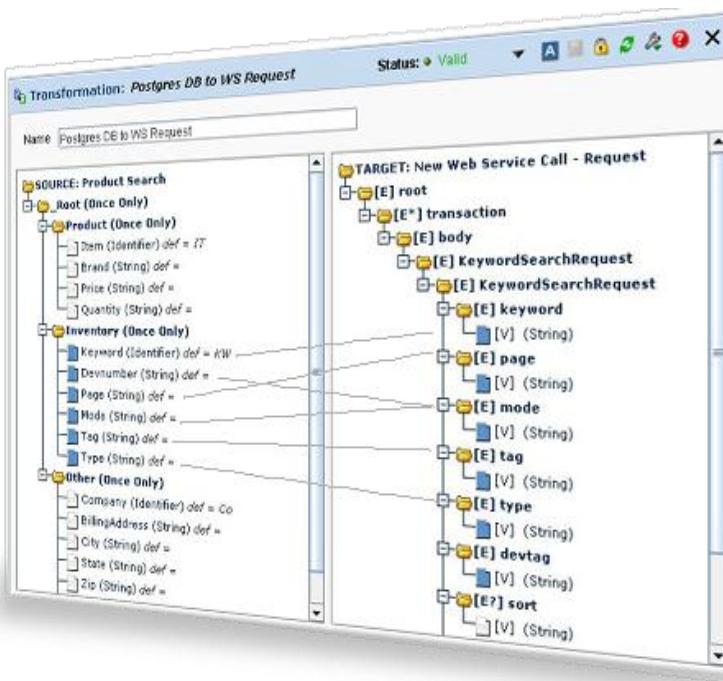 Transformation: Postgres DB to WS Request
Status: Valid
A
?
X
Name Postgres DB to WS Request
SOURCE: Product Search
_Root (Once Only)
Product (Once Only)
Item (Identifier) def = IT
Brand (String) def =
Price (String) def =
Quantity (String) def =
Inventory (Once Only)
Keyword (Identifier) def = KW
Devnumber (String) def =
Page (String) def =
Mode (String) def =
Tag (String) def =
Type (String) def =
Other (Once Only)
Company (Identifier) def = Co
BillingAddress (String) def =
City (String) def =
State (String) def =
Zip (String) def =
TARGET: New Web Service Call - Request
[E] root
[E*] transaction
[E] body
[E] KeywordSearchRequest
[E] KeywordSearchRequest
[E] keyword
[V] (String)
[E] page
[V] (String)
[E] mode
[V] (String)
[E] tag
[V] (String)
[E] type
[V] (String)
[E] devtag
[V] (String)
[E?] sort
[V] (String)